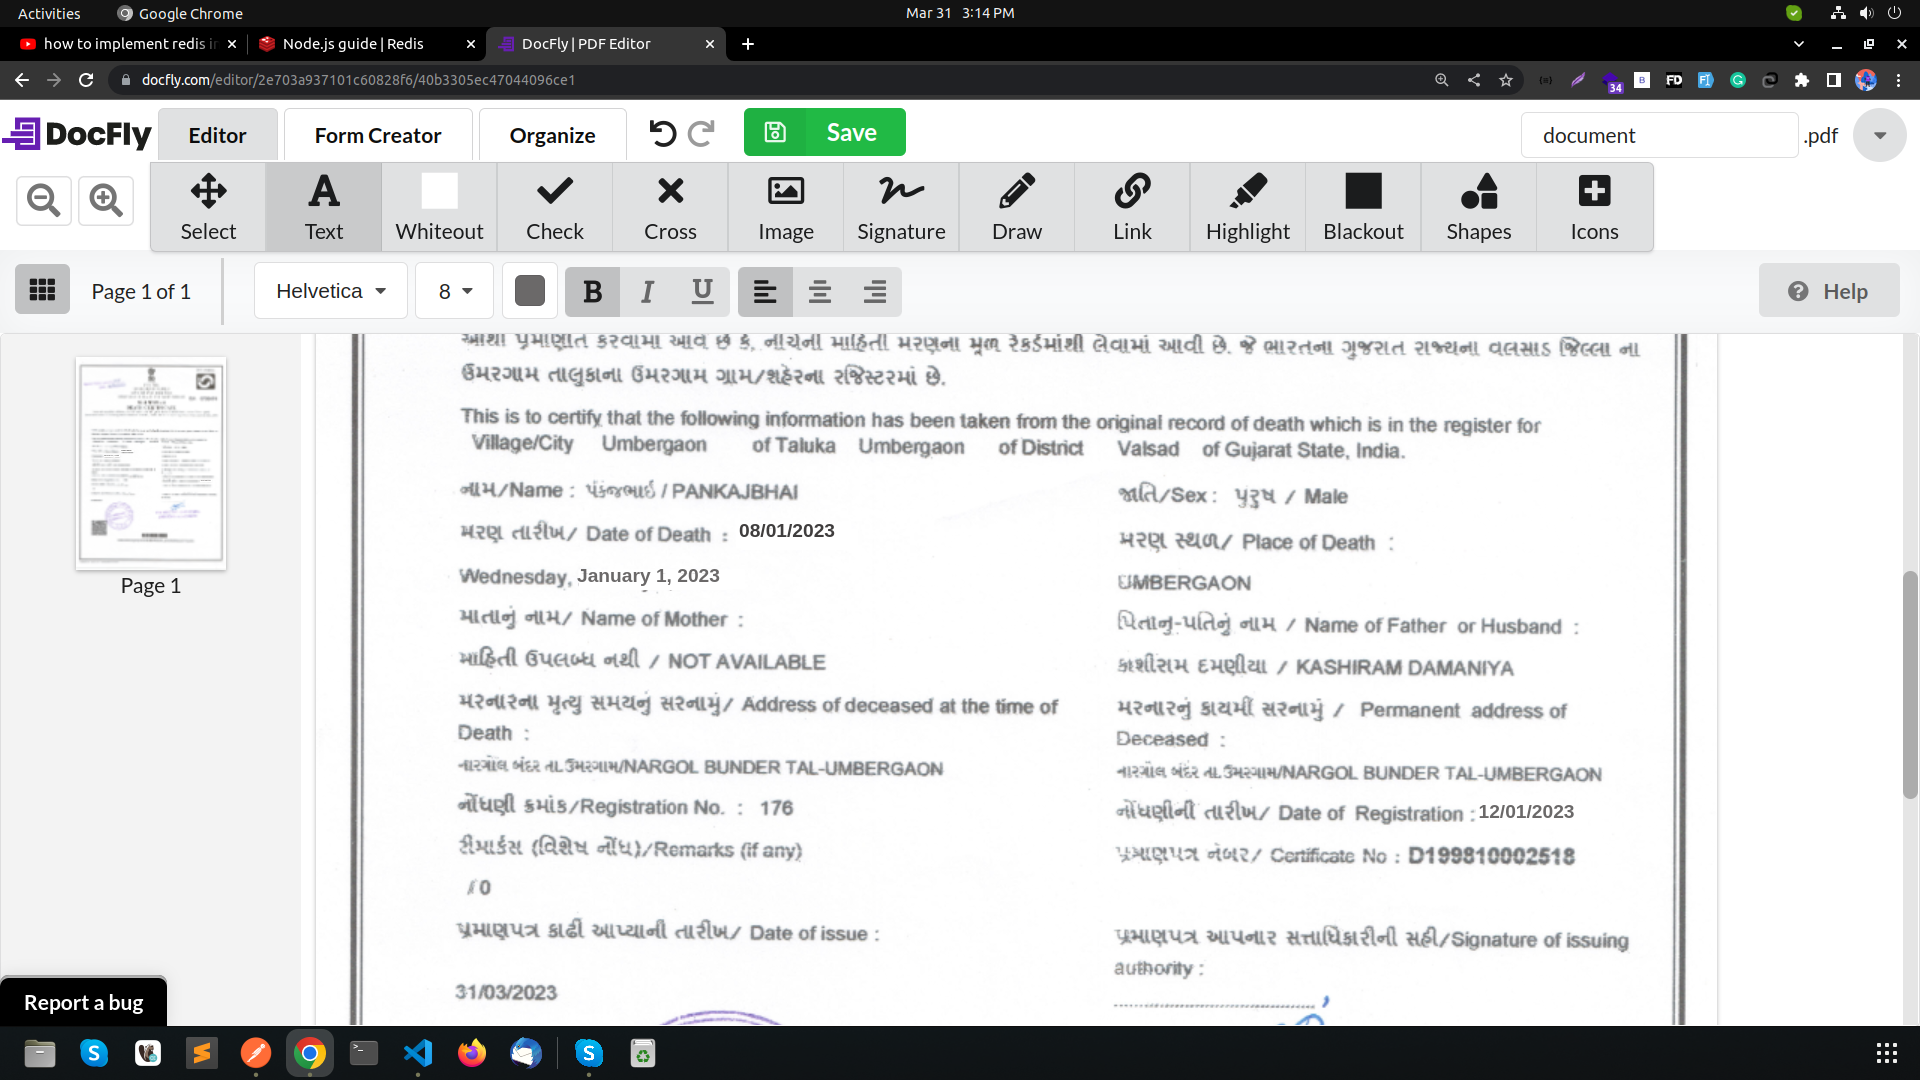 Activities
Google Chrome
Mar 31 3:14 PM
how to implement redis in
Node.js guide | Redis
DocFly | PDF Editor
docfly.com/editor/2e703a937101c60828f6/40b3305ec47044096ce1
34
DocFly
Editor
Form Creator
Organize
Save
document
.pdf
Select
Text
Whiteout
Check
Cross
Image
Signature
Draw
Link
Highlight
Blackout
Shapes
Icons
Page 1 of 1
Helvetica
8
B I U
Help
આથી પ્રમાણિત કરવામાં આવે છે કે, નીચેની માહિતી મરણના મૂળ રેકર્ડમાંથી લેવામાં આવી છે. જે ભારતના ગુજરાત રાજ્યના વલસાડ જિલ્લા ના
ઉમરગામ તાલુકાના ઉમરગામ ગ્રામ/શહેરના રજિસ્ટરમાં છે.
This is to certify that the following information has been taken from the original record of death which is in the register for
Village/City Umbergaon of Taluka Umbergaon of District Valsad of Gujarat State, India.
નામ/Name : પંકજભાઇ / PANKAJBHAI
જાતિ/Sex : પુરુષ / Male
મરણ તારીખ/ Date of Death : 08/01/2023
મરણ સ્થળ/ Place of Death :
Wednesday, January 1, 2023
UMBERGAON
માતાનું નામ/ Name of Mother :
પિતાનુ-પતિનું નામ / Name of Father or Husband :
માહિતી ઉપલબ્ધ નથી / NOT AVAILABLE
કાશીરામ દમણીયા / KASHIRAM DAMANIYA
મરનારના મૃત્યુ સમયનું સરનામું/ Address of deceased at the time of
Death :
મરનારનું કાયમી સરનામું / Permanent address of
Deceased :
નારગોલ બંદર તા.ઉમરગામ/NARGOL BUNDER TAL-UMBERGAON
નારગોલ બંદર તા.ઉમરગામ/NARGOL BUNDER TAL-UMBERGAON
નોંધણી ક્રમાંક/Registration No. : 176
નોંધણીની તારીખ/ Date of Registration : 12/01/2023
રીમાર્કસ (વિશેષ નોંધ)/Remarks (if any)
પ્રમાણપત્ર નંબર/ Certificate No : D199810002518
/ 0
પ્રમાણપત્ર કાઢી આપ્યાની તારીખ/ Date of issue :
પ્રમાણપત્ર આપનાર સત્તાધિકારીની સહી/Signature of issuing
authority :
31/03/2023
Page 1
Report a bug